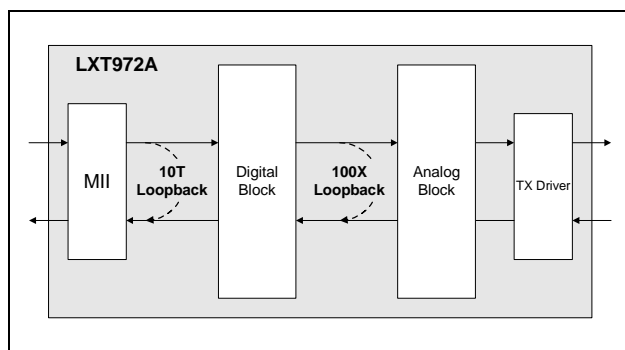 LXT972A
MII
10T
Loopback
Digital
Block
100X
Loopback
Analog
Block
TX Driver